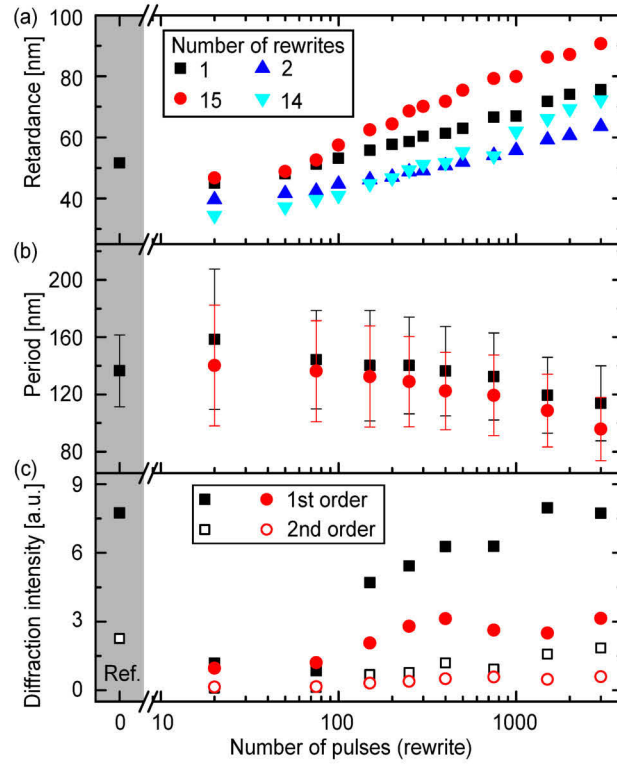 (a)
100
80
60
40
Retardance [nm]
Number of rewrites
1 2
15 14
(b)
200
160
120
80
Period [nm]
(c)
9
6
3
0
Diffraction intensity [a.u.]
1st order
2nd order
Ref.
0 10 100 1000
Number of pulses (rewrite)